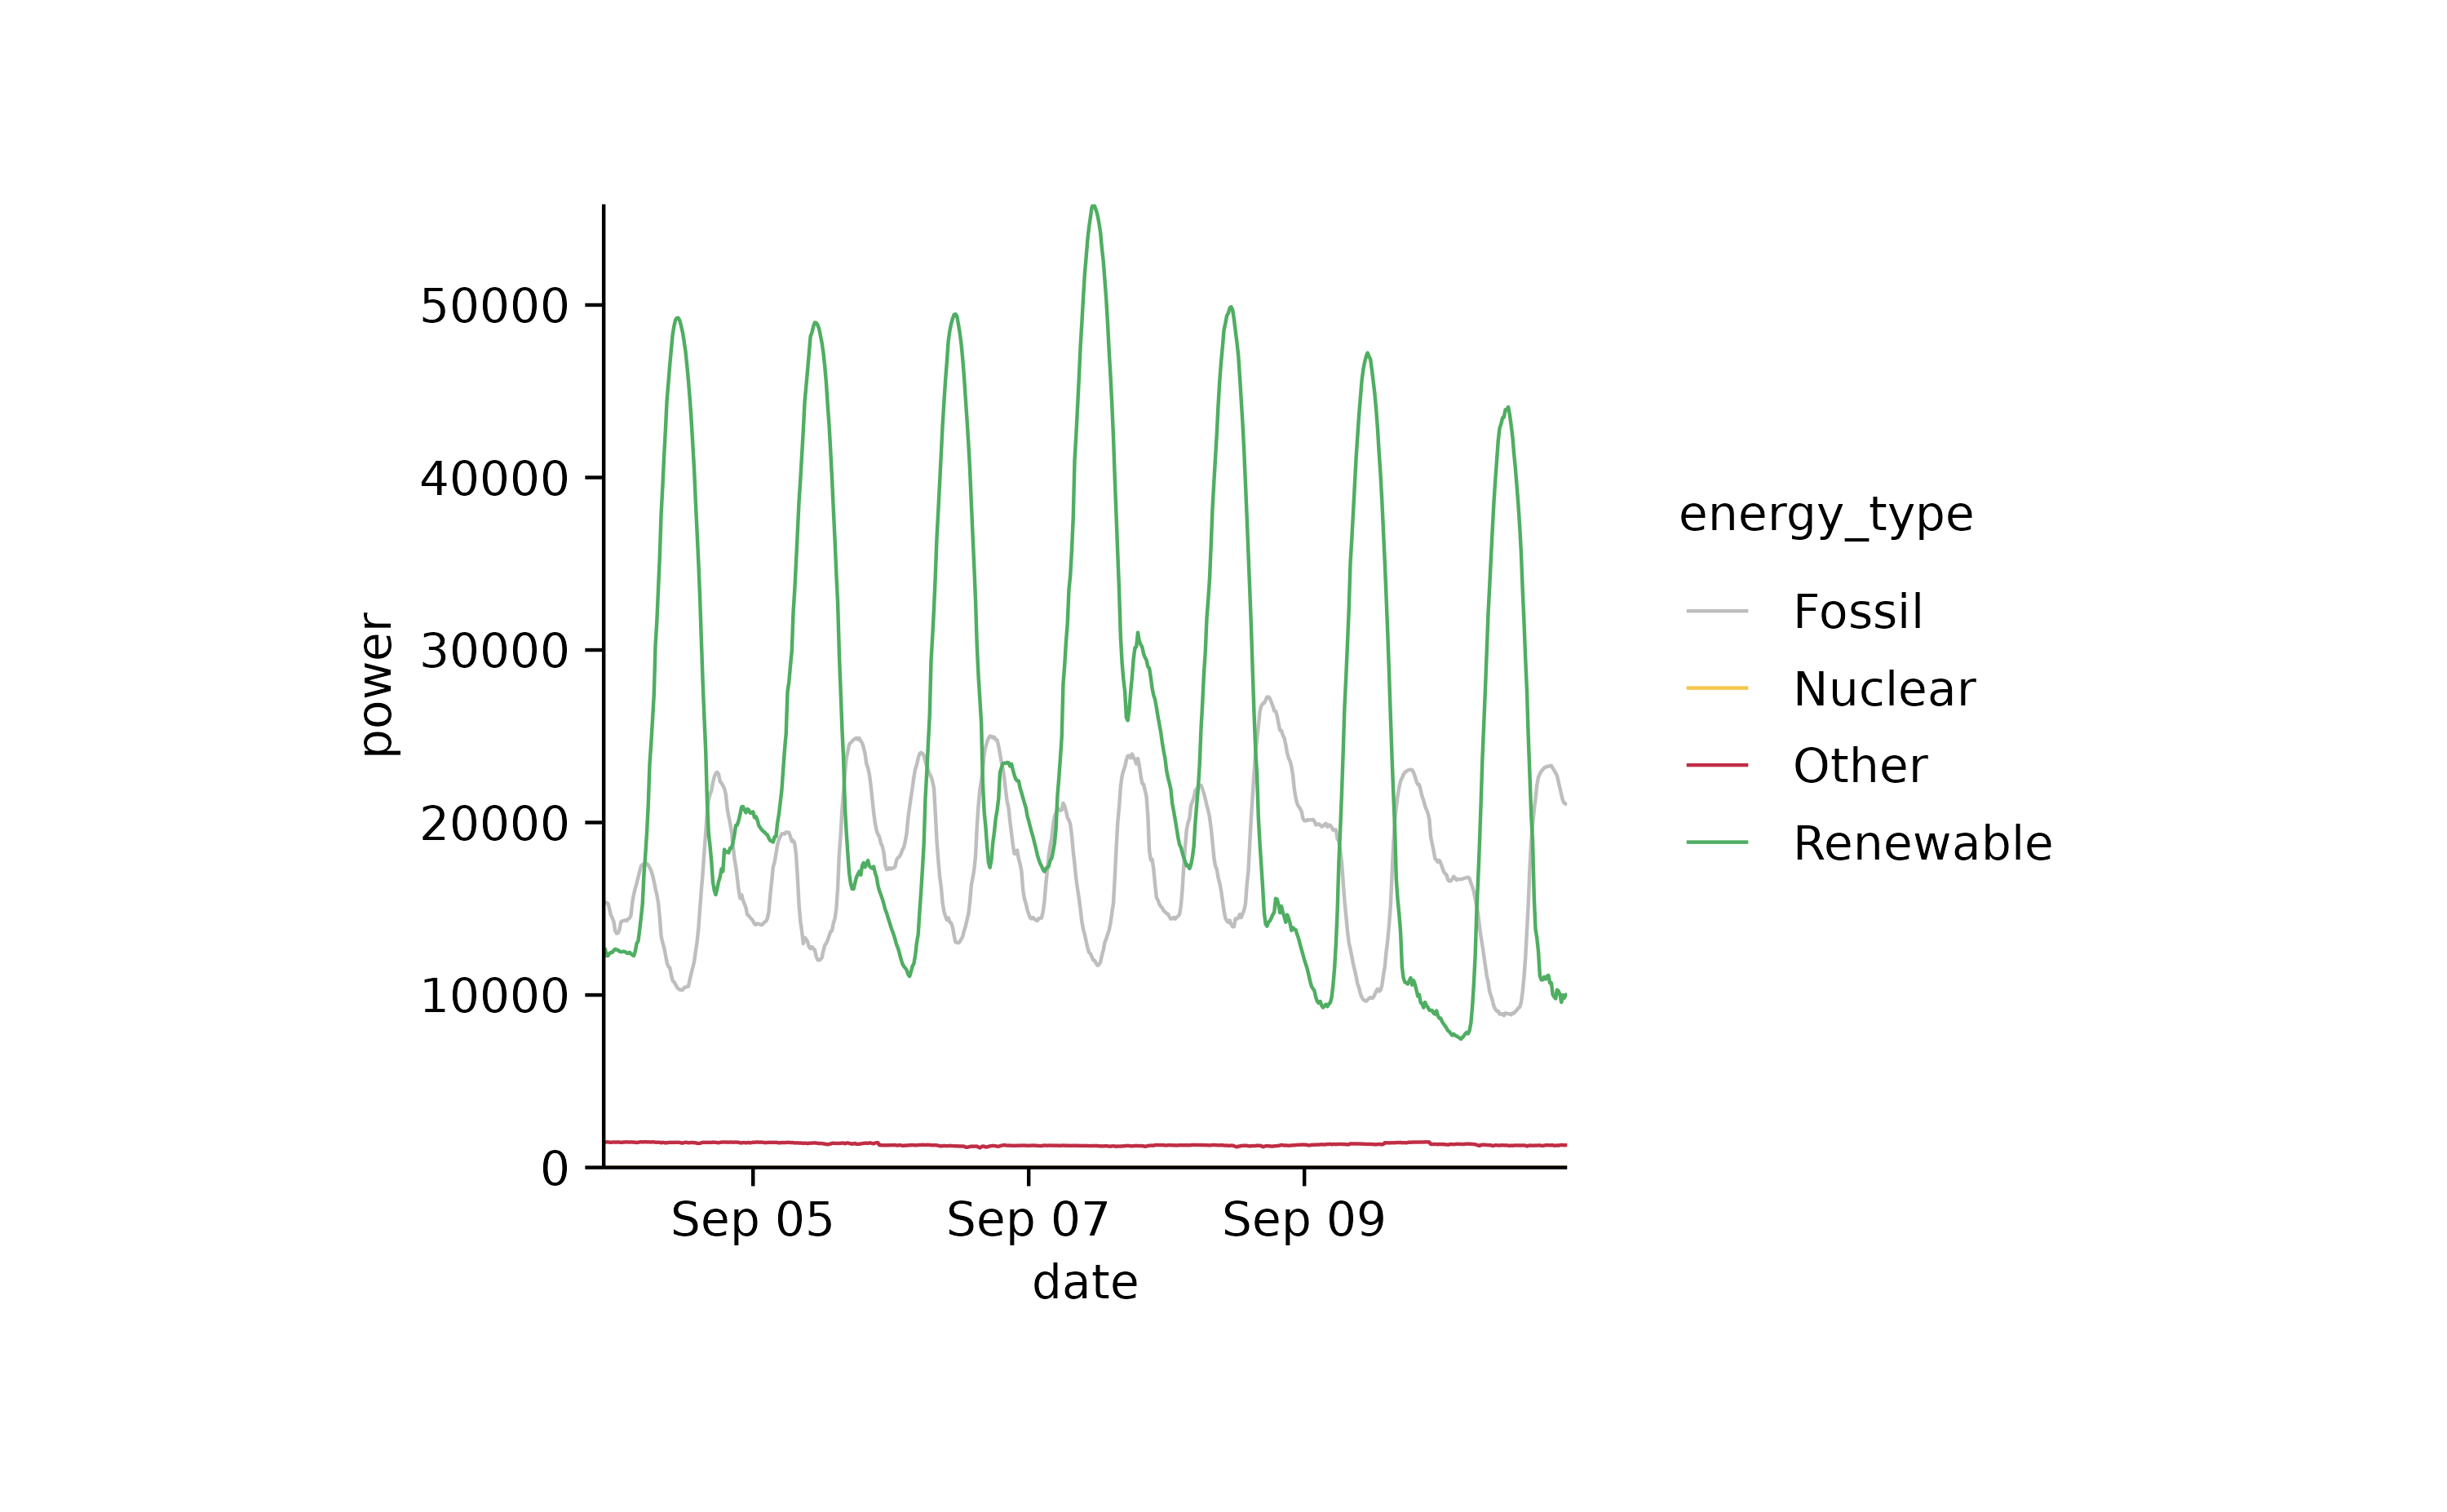 50000
40000
30000
20000
10000
0
power
Sep 05
Sep 07
Sep 09
date
energy_type
Fossil
Nuclear
Other
Renewable